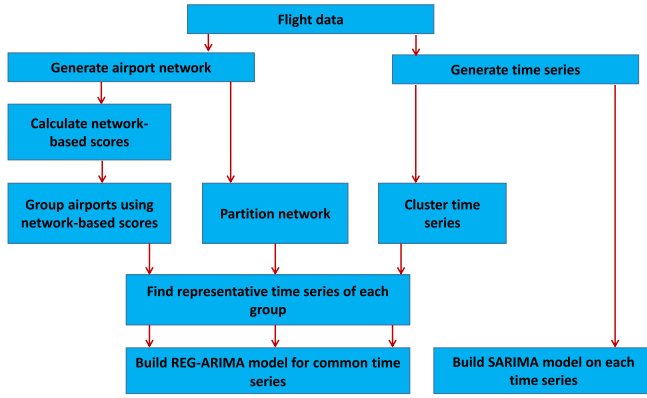 Flight data
Generate airport network
Generate time series
Calculate network-
based scores
Group airports using
network-based scores
Partition network
Cluster time
series
Find representative time series of each
group
Build REG-ARIMA model for common time
series
Build SARIMA model on each
time series